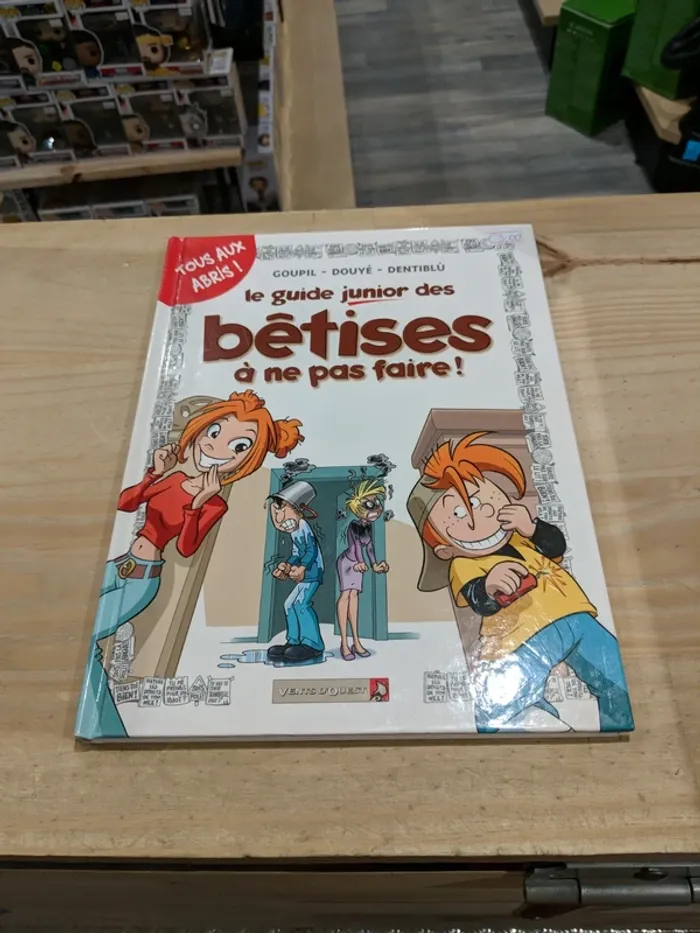 TOUS AUX
ABRIS !
GOUPIL - DOUYÉ - DENTIBLÙ
le guide junior des
bêtises
à ne pas faire !
VENTS D'OUEST